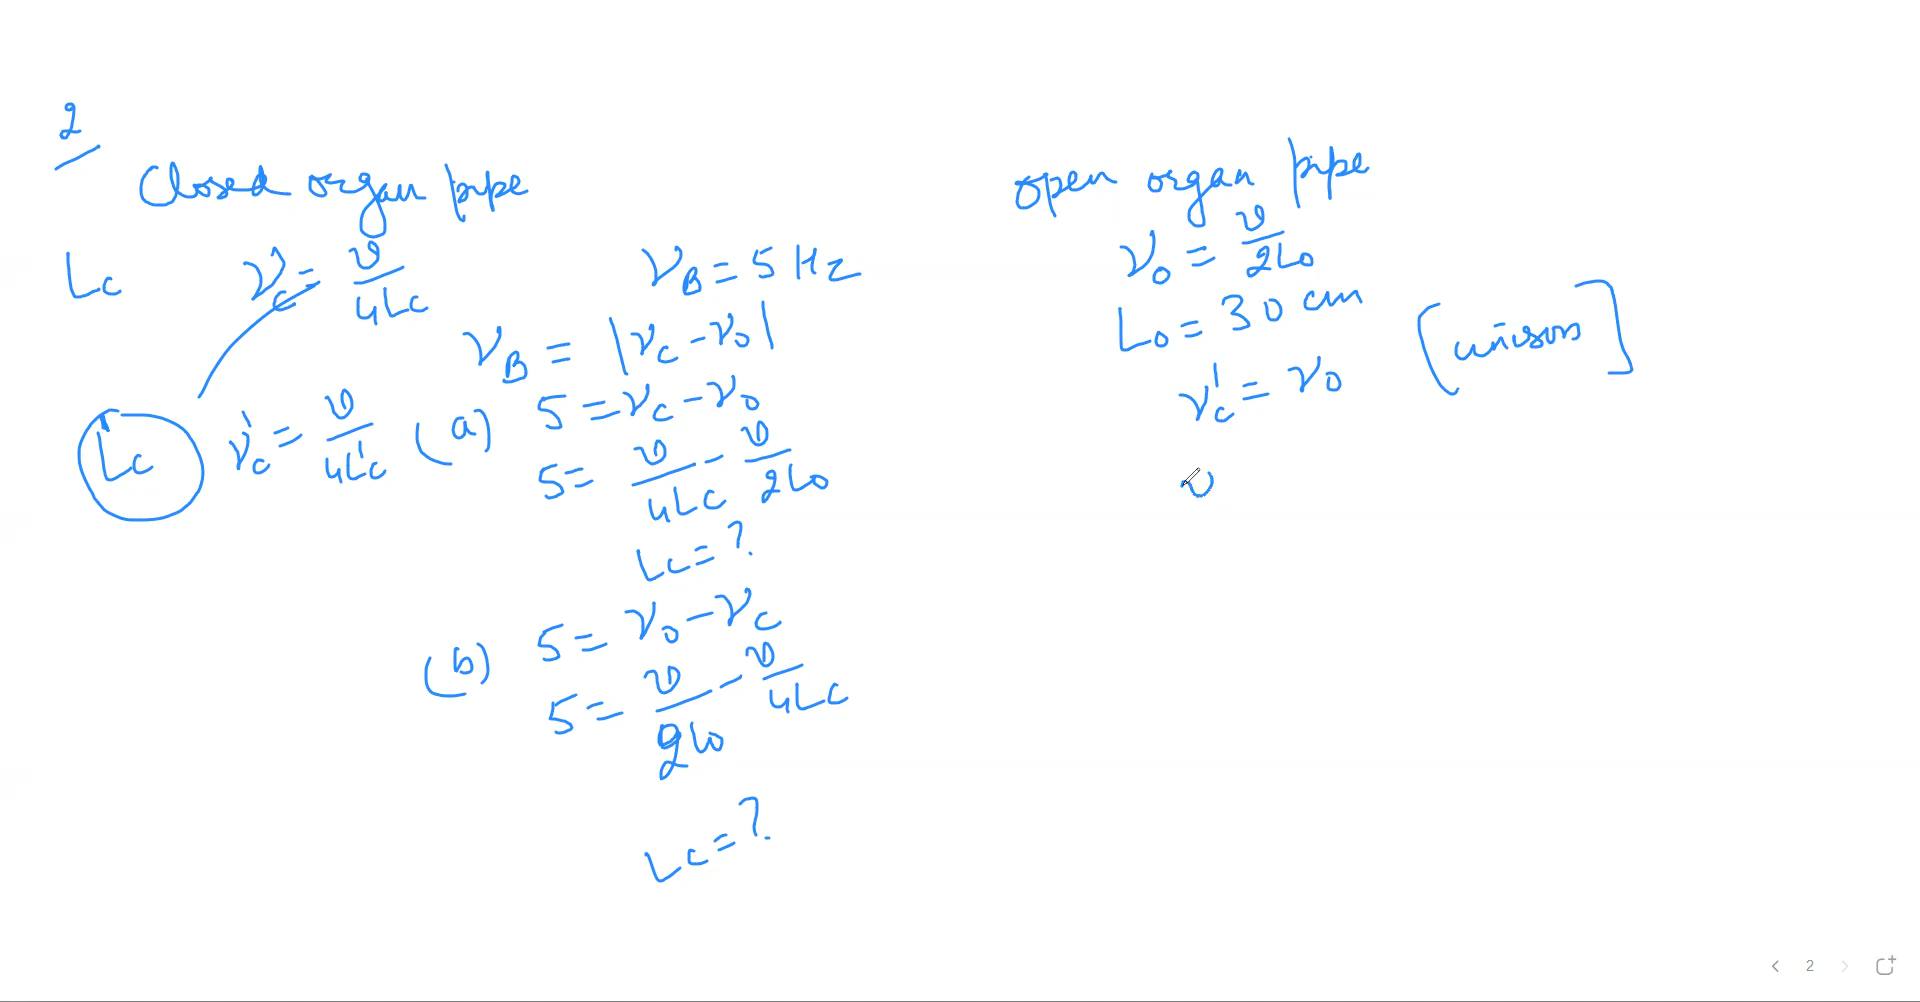 2
Closed organ pipe
Lc νc = v/4Lc
νB = 5 Hz
νB = |νc - νo|
L'c ν'c = v/4L'c
(a) 5 = νc - νo
5 = v/4Lc - v/2Lo
Lc = ?
(b) 5 = νo - νc
5 = v/2Lo - v/4Lc
Lc = ?
open organ pipe
νo = v/2Lo
Lo = 30 cm
ν'c = νo [unison]
v
2